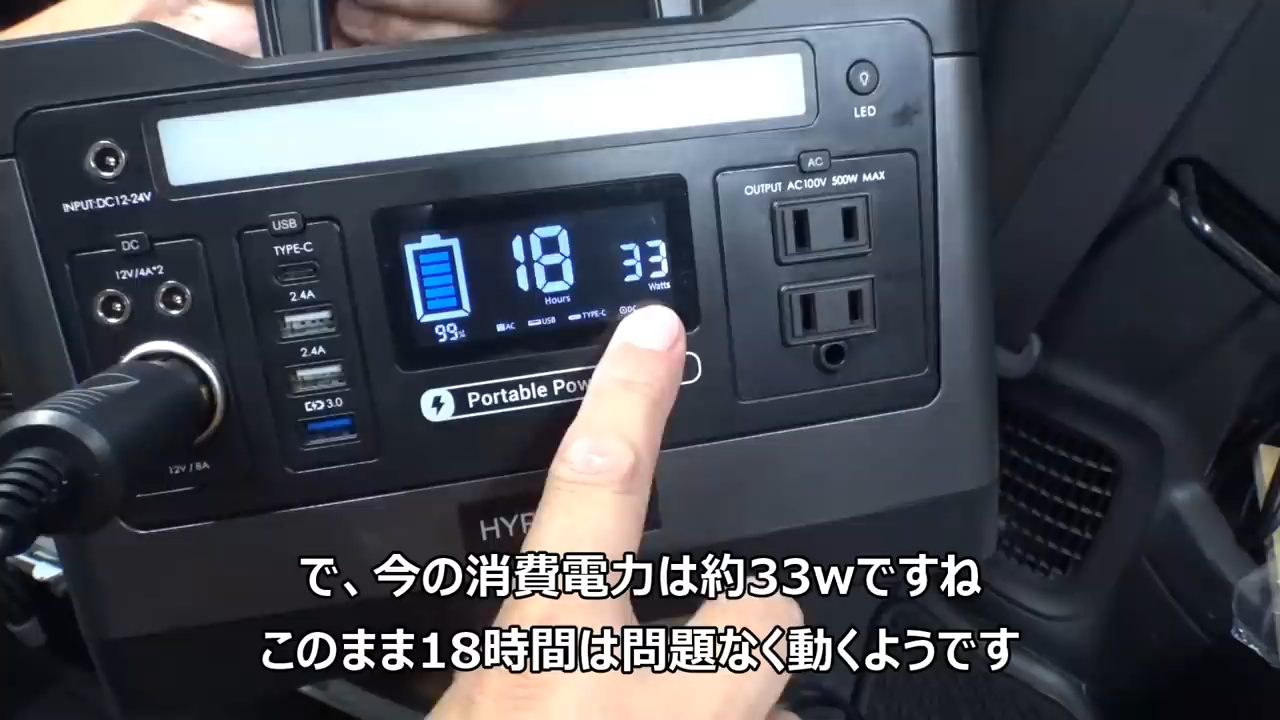 LED
INPUT:DC12-24V
AC
OUTPUT AC100V 500W MAX
DC
12V/4A*2
USB
TYPE-C
2.4A
2.4A
3.0
12V/8A
18
Hours
33
Watts
99%
AC
USB
TYPE-C
DC
Portable
で、今の消費電力は約33wですね
このまま18時間は問題なく動くようです